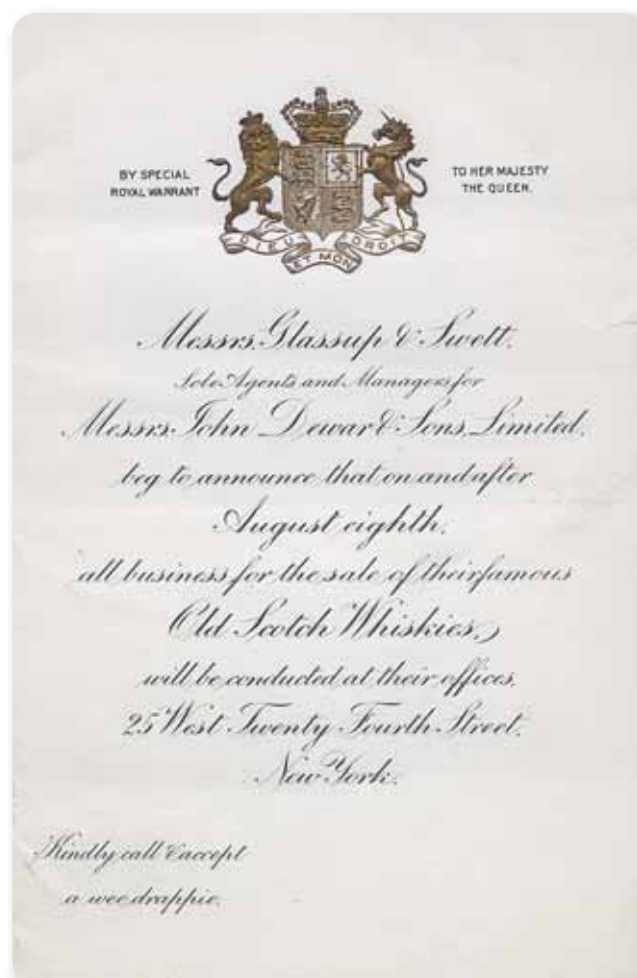 BY SPECIAL
ROYAL WARRANT
TO HER MAJESTY
THE QUEEN.
DIEU ET MON DROIT
Messrs. Glassup & Swett.
Sole Agents and Managers for
Messrs. John Dewar & Sons, Limited.
beg to announce that on and after
August eighth.
all business for the sale of their famous
Old Scotch Whiskies,
will be conducted at their offices,
25 West Twenty Fourth Street.
New York.
Kindly call & accept
a wee drappie.